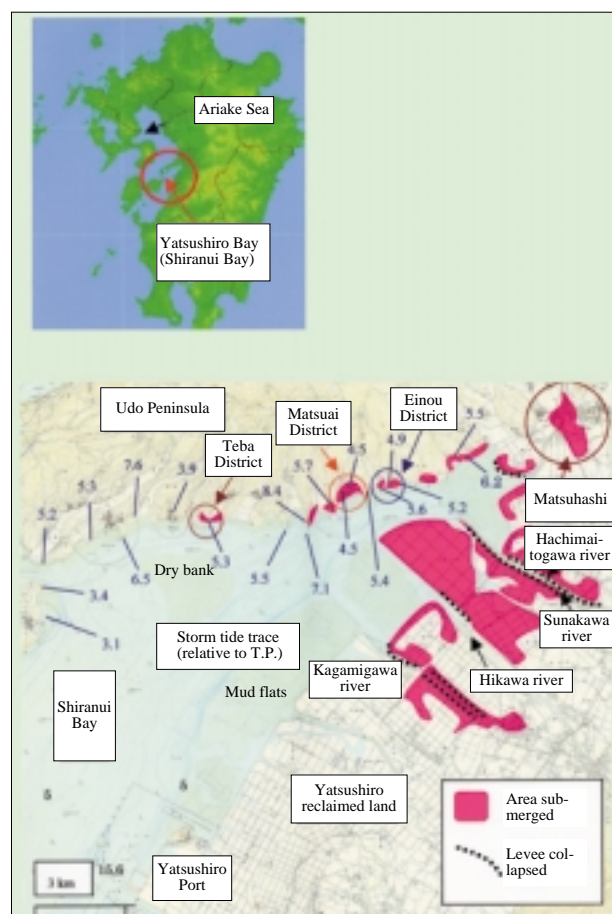 Ariake Sea
Yatsushiro Bay
(Shiranui Bay)
Udo Peninsula
Matsuai
District
Einou
District
Teba
District
5.5
4.9
6.5
5.7
3.9
7.6
5.3
5.2
8.4
6.2
Matsuhashi
5.2
5.6
4.5
5.3
Hachimai-
togawa river
6.5
Dry bank
5.5
7.1
5.4
3.4
3.1
Sunakawa
river
Storm tide trace
(relative to T.P.)
Kagamigawa
river
Hikawa river
Mud flats
Shiranui
Bay
Yatsushiro
reclaimed land
5
5
Area sub-
merged
Levee col-
lapsed
Yatsushiro
Port
3 km